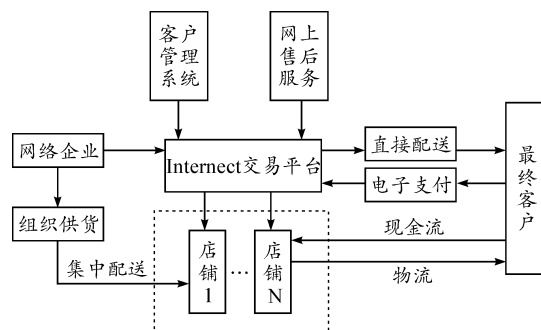 客户
管理
系统
网上
售后
服务
网络企业
Internect交易平台
直接配送
电子支付
最终客户
组织供货
集中配送
店铺1
…
店铺N
现金流
物流